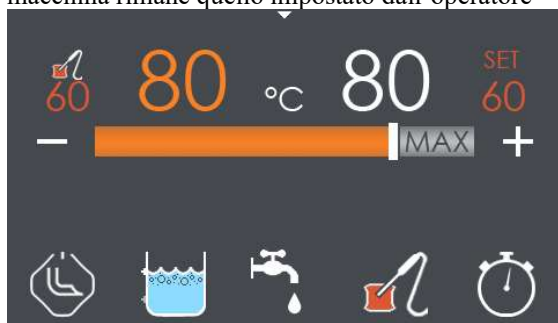 macchina rimane quello impostato dall'operatore
60 80 °C 80 SET 60
− MAX +